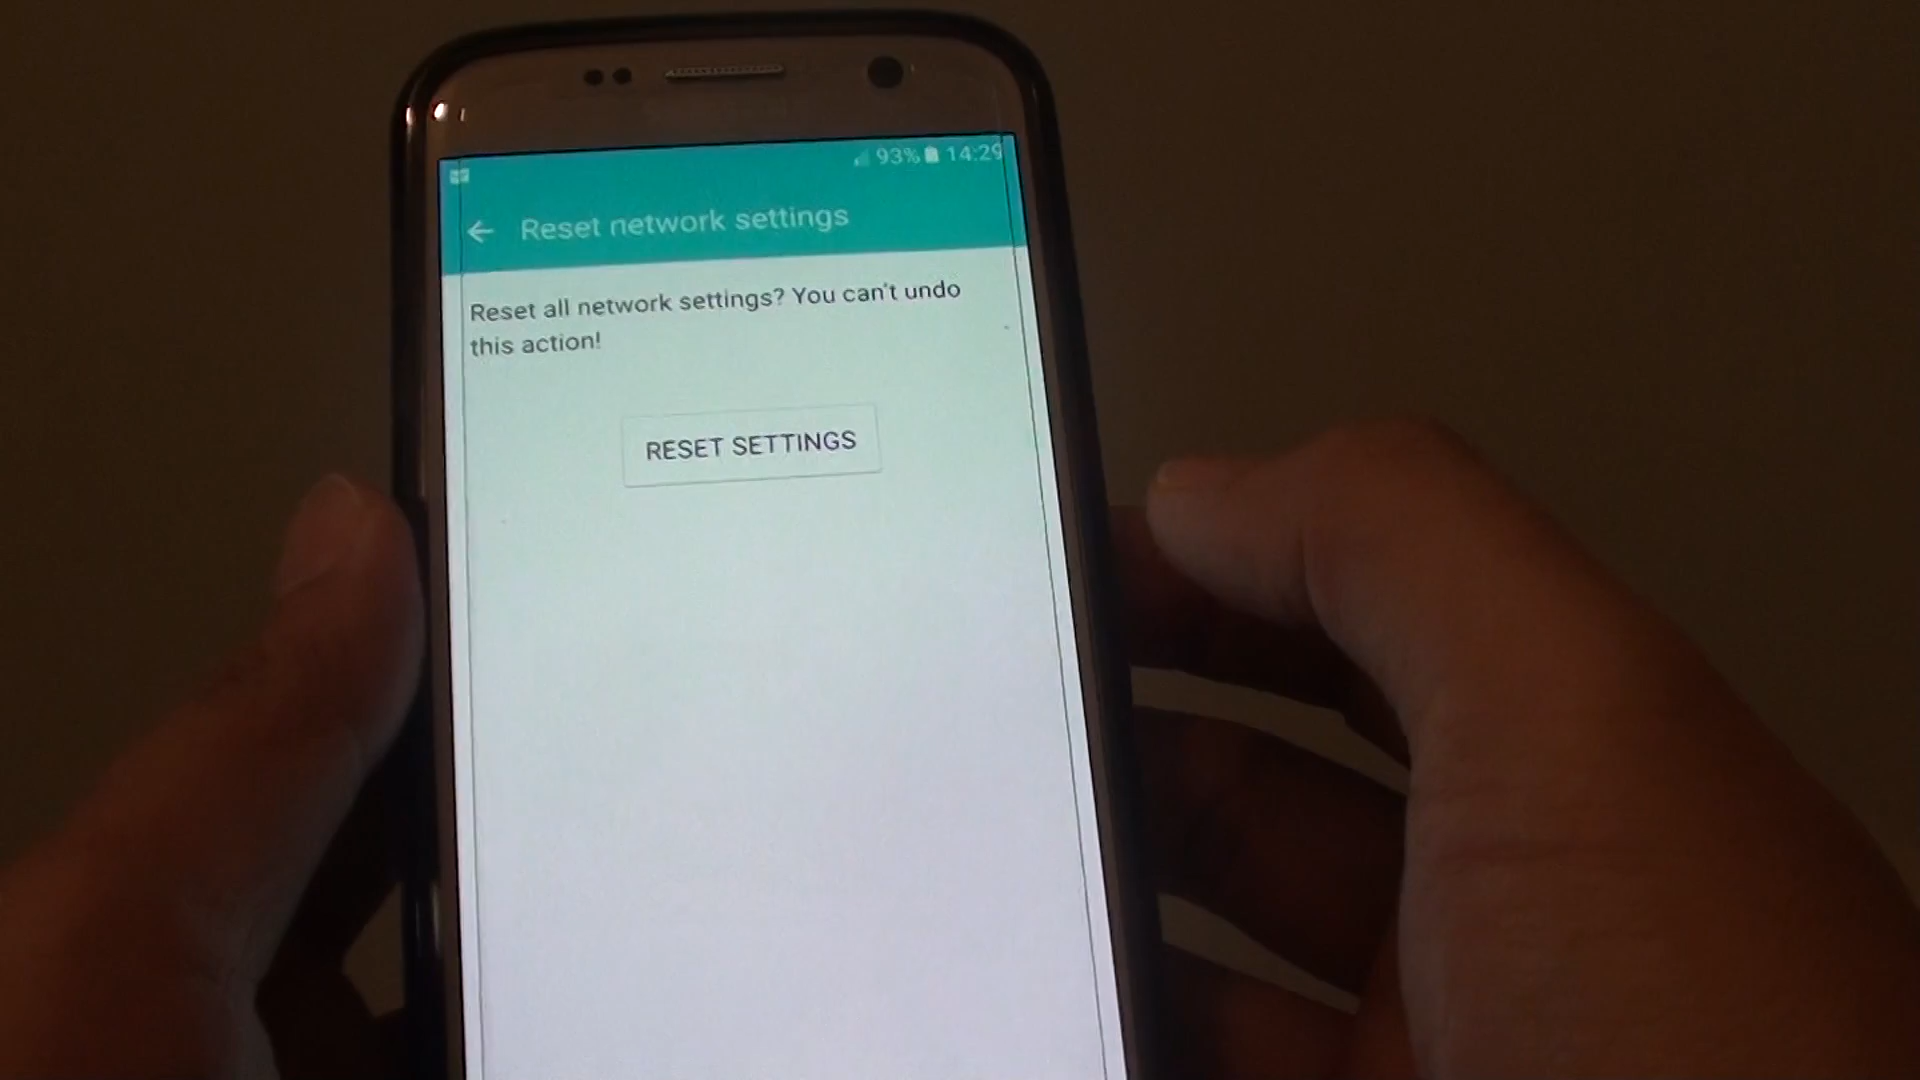 93% 14:29
Reset network settings
Reset all network settings? You can't undo
this action!
RESET SETTINGS